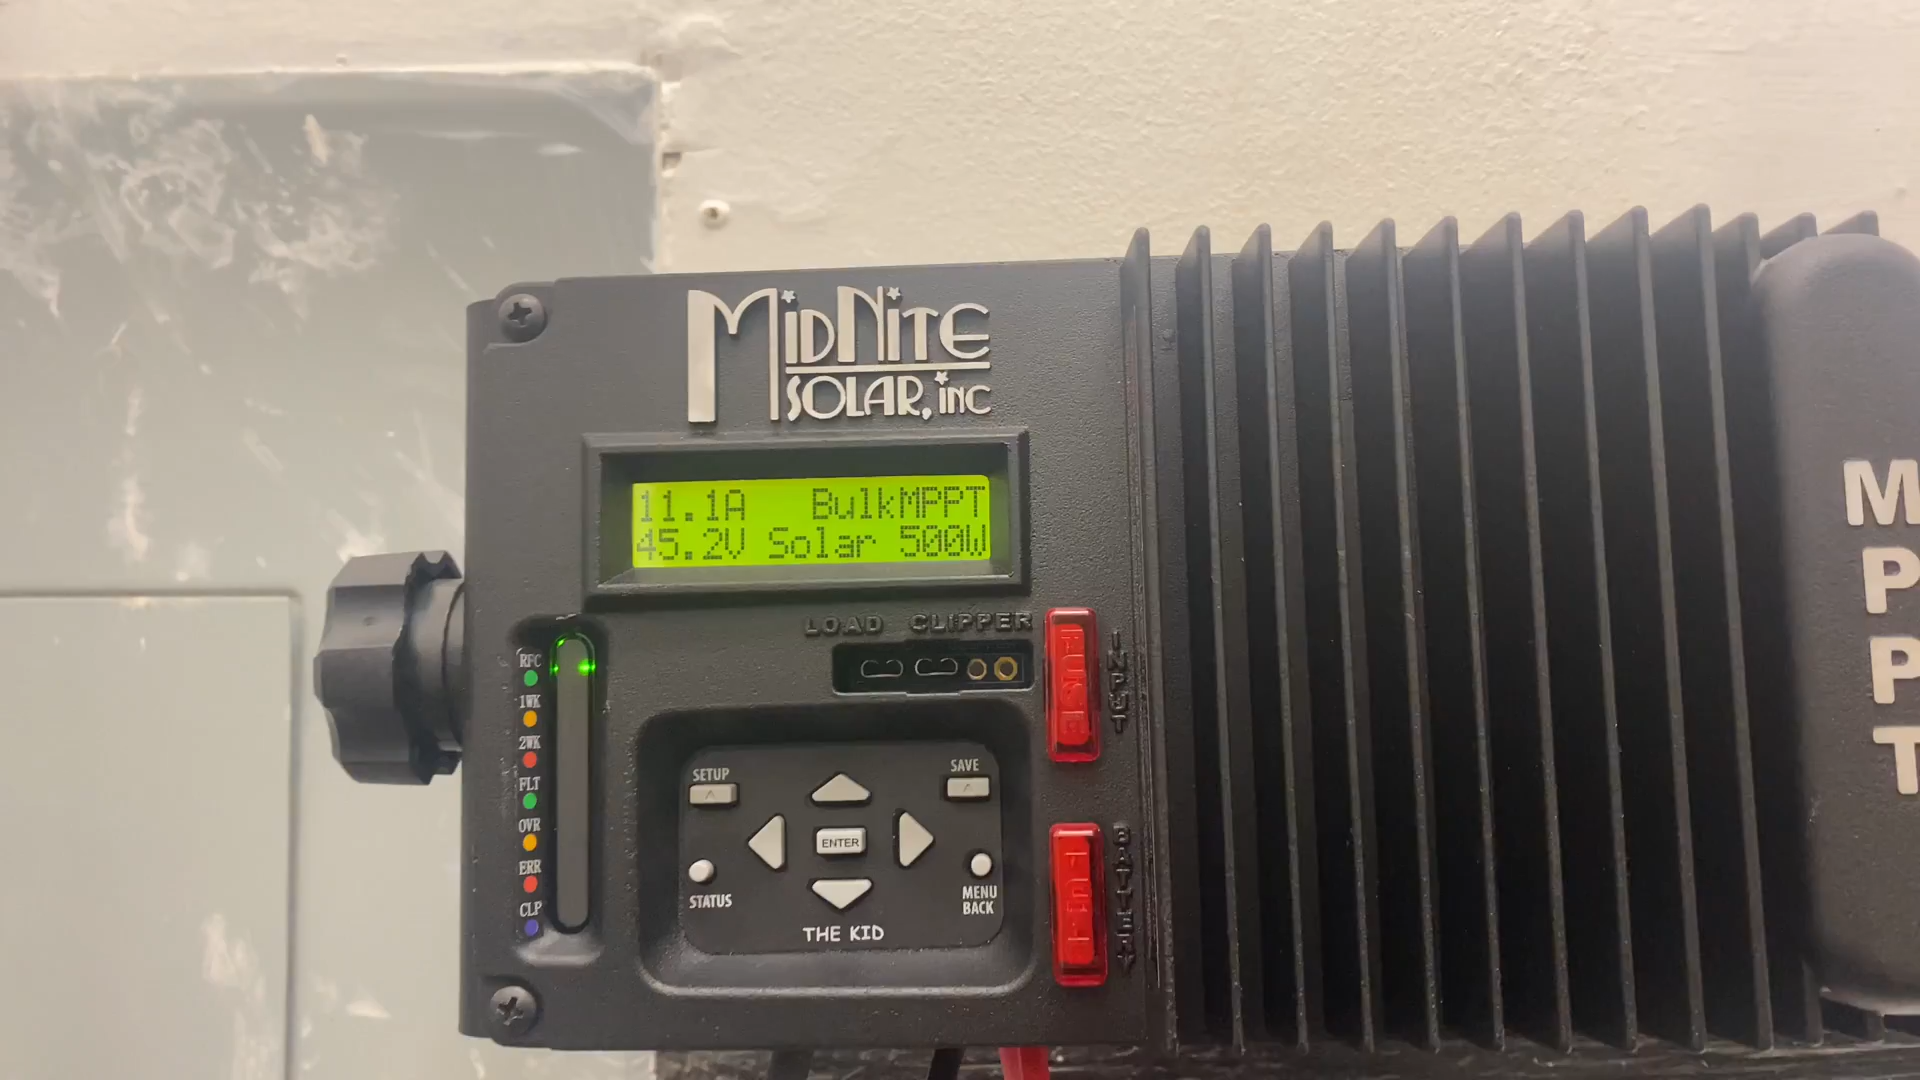 MidNite
Solar, Inc
11.1A BulkMPPT
45.2V Solar 500W
LOAD CLIPPER
INPUT
BATTERY
RFC
1WK
2WK
FLT
OVR
ERR
CLP
SETUP
SAVE
ENTER
STATUS
MENU
BACK
THE KID
M
P
P
T